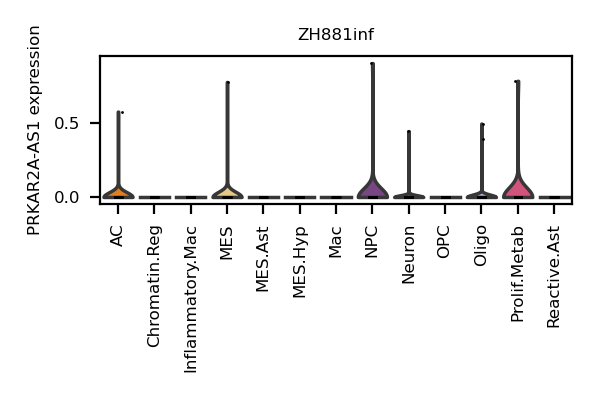 ZH881inf
PRKAR2A-AS1 expression
0.5
0.0
AC
Chromatin.Reg
Inflammatory.Mac
MES
MES.Ast
MES.Hyp
Mac
NPC
Neuron
OPC
Oligo
Prolif.Metab
Reactive.Ast